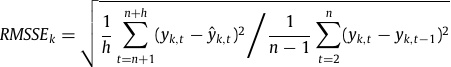 RMSSE_k = \sqrt{\frac{1}{h} \sum_{t=n+1}^{n+h} (y_{k,t} - \hat{y}_{k,t})^2 \Big/ \frac{1}{n-1} \sum_{t=2}^{n} (y_{k,t} - y_{k,t-1})^2}